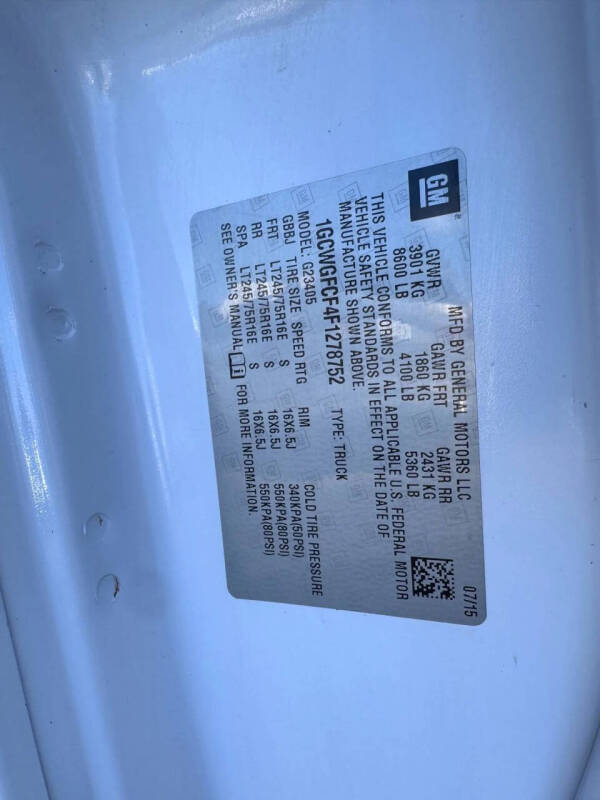 GM ®
MFD BY GENERAL MOTORS LLC 07/15
GVWR GAWR FRT GAWR RR
3901 KG 1860 KG 2431 KG
8600 LB 4100 LB 5360 LB
THIS VEHICLE CONFORMS TO ALL APPLICABLE U.S. FEDERAL MOTOR
VEHICLE SAFETY STANDARDS IN EFFECT ON THE DATE OF
MANUFACTURE SHOWN ABOVE.
1GCWGFCF4F1278752 TYPE: TRUCK
MODEL: G23405
GBBJ TIRE SIZE SPEED RTG RIM COLD TIRE PRESSURE
FRT LT245/75R16E S 16X6.5J 340KPA(50PSI)
RR LT245/75R16E S 16X6.5J 550KPA(80PSI)
SPA LT245/75R16E S 16X6.5J 550KPA(80PSI)
SEE OWNER'S MANUAL i FOR MORE INFORMATION.